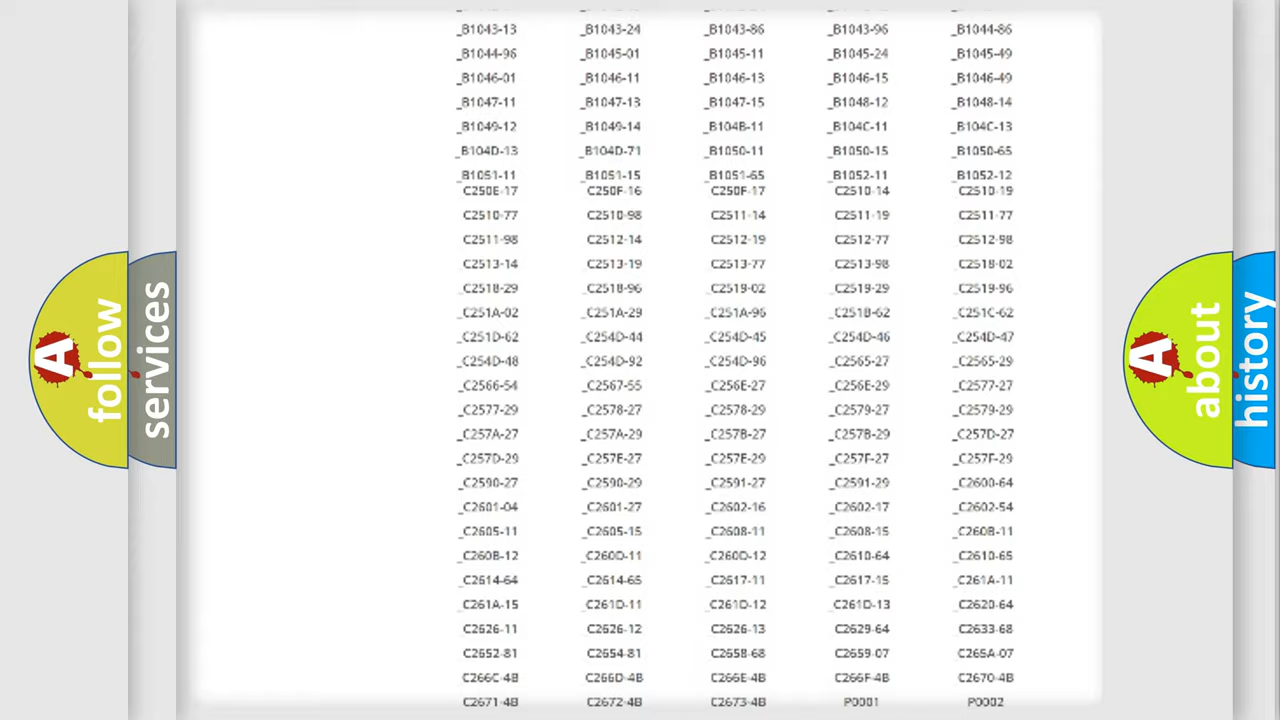 _B1043-13 _B1043-24 _B1043-86 _B1043-96 _B1044-86
_B1044-96 _B1045-01 _B1045-11 _B1045-24 _B1045-49
_B1046-01 _B1046-11 _B1046-13 _B1046-15 _B1046-49
_B1047-11 _B1047-13 _B1047-15 _B1048-12 _B1048-14
_B1049-12 _B1049-14 _B104B-11 _B104C-11 _B104C-13
_B104D-13 _B104D-71 _B1050-11 _B1050-15 _B1050-65
_B1051-11 _B1051-15 _B1051-65 _B1052-11 _B1052-12
C250E-17 C250F-16 C250F-17 C2510-14 C2510-19
C2510-77 C2510-98 C2511-14 C2511-19 C2511-77
C2511-98 C2512-14 C2512-19 C2512-77 C2512-98
C2513-14 C2513-19 C2513-77 C2513-98 C2518-02
_C2518-29 _C2518-96 _C2519-02 _C2519-29 _C2519-96
_C251A-02 _C251A-29 _C251A-96 _C251B-62 _C251C-62
_C251D-62 _C254D-44 _C254D-45 _C254D-46 _C254D-47
_C254D-48 _C254D-92 _C254D-96 _C2565-27 _C2565-29
_C2566-54 _C2567-55 _C256E-27 _C256E-29 _C2577-27
_C2577-29 _C2578-27 _C2578-29 _C2579-27 _C2579-29
_C257A-27 _C257A-29 _C257B-27 _C257B-29 _C257D-27
_C257D-29 _C257E-27 _C257E-29 _C257F-27 _C257F-29
_C2590-27 _C2590-29 _C2591-27 _C2591-29 _C2600-64
_C2601-04 _C2601-27 _C2602-16 _C2602-17 _C2602-54
_C2605-11 _C2605-15 _C2608-11 _C2608-15 _C260B-11
_C260B-12 _C260D-11 _C260D-12 _C2610-64 _C2610-65
_C2614-64 _C2614-65 _C2617-11 _C2617-15 _C261A-11
_C261A-15 _C261D-11 _C261D-12 _C261D-13 _C2620-64
C2626-11 C2626-12 C2626-13 C2629-64 C2633-68
C2652-81 C2654-81 C2658-68 C2659-07 C265A-07
C266C-4B C266D-4B C266E-4B C266F-4B C2670-4B
C2671-4B C2672-4B C2673-4B P0001 P0002
A follow
services
A about
history